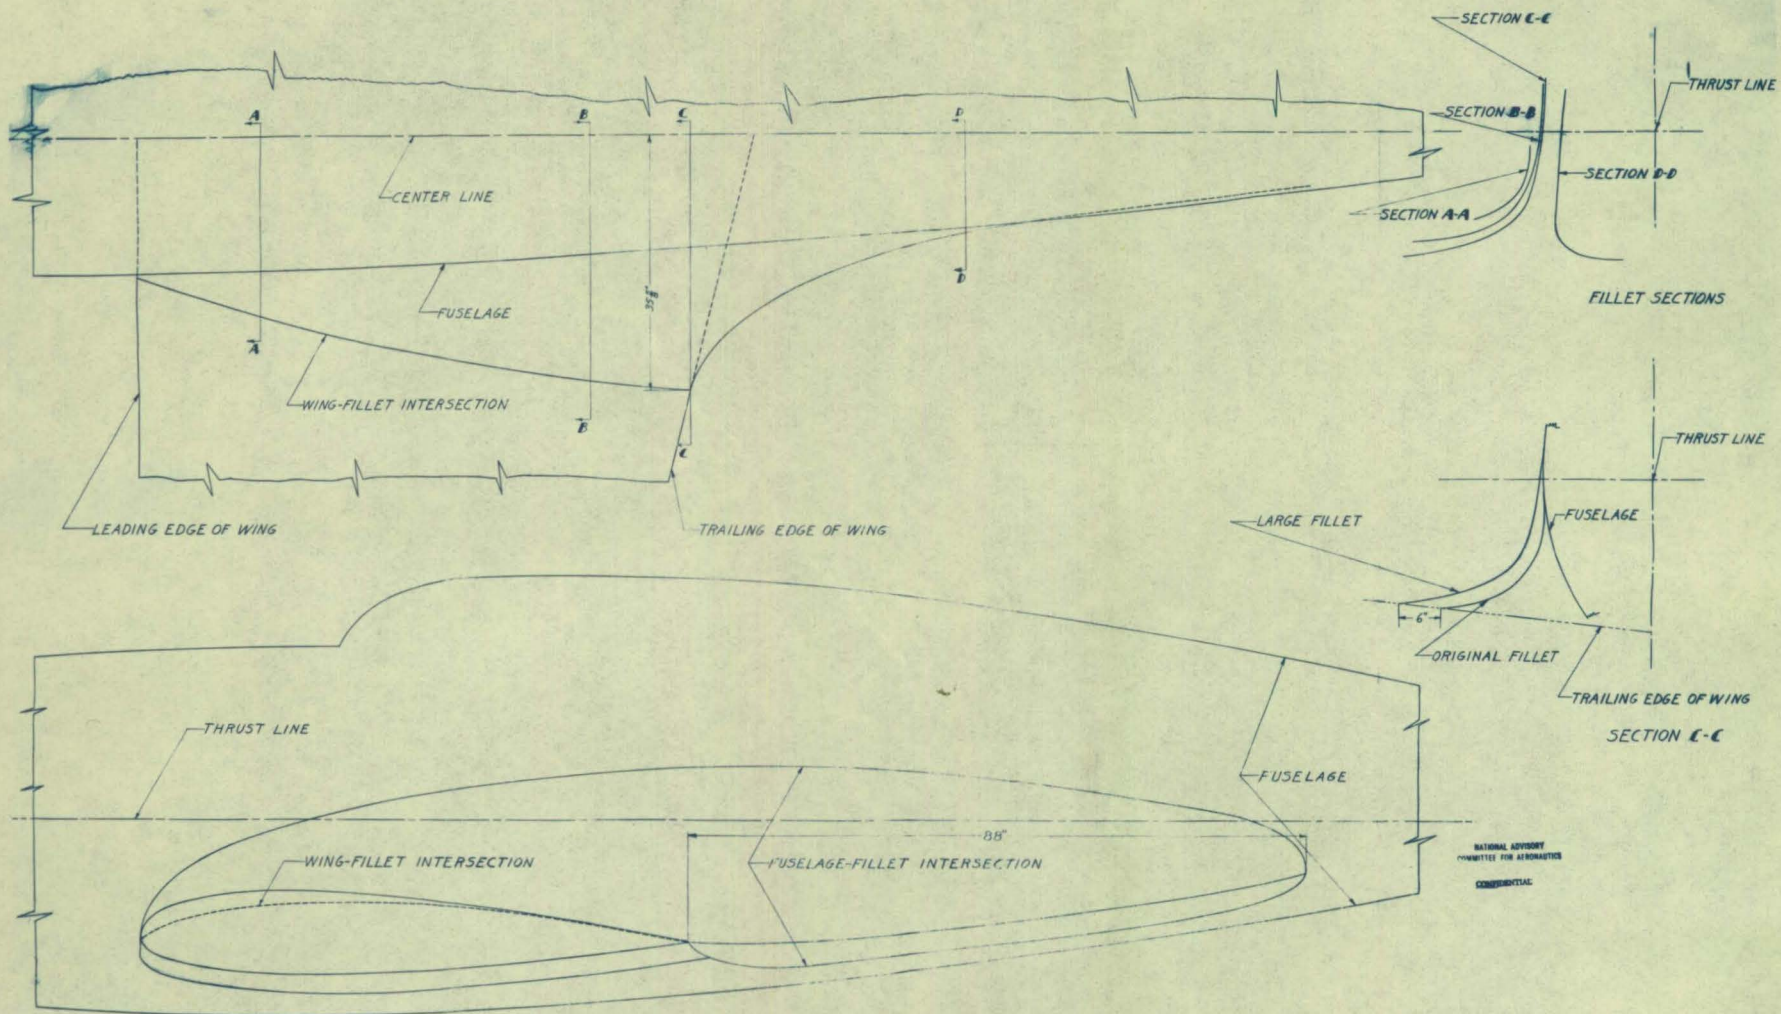 SECTION C-C
THRUST LINE
SECTION B-B
SECTION D-D
SECTION A-A
FILLET SECTIONS
A
B
C
D
CENTER LINE
FUSELAGE
D
A
WING-FILLET INTERSECTION
B
C
LEADING EDGE OF WING
TRAILING EDGE OF WING
THRUST LINE
LARGE FILLET
FUSELAGE
6"
ORIGINAL FILLET
TRAILING EDGE OF WING
SECTION C-C
THRUST LINE
FUSELAGE
88"
WING-FILLET INTERSECTION
FUSELAGE-FILLET INTERSECTION
NATIONAL ADVISORY
COMMITTEE FOR AERONAUTICS
CONFIDENTIAL